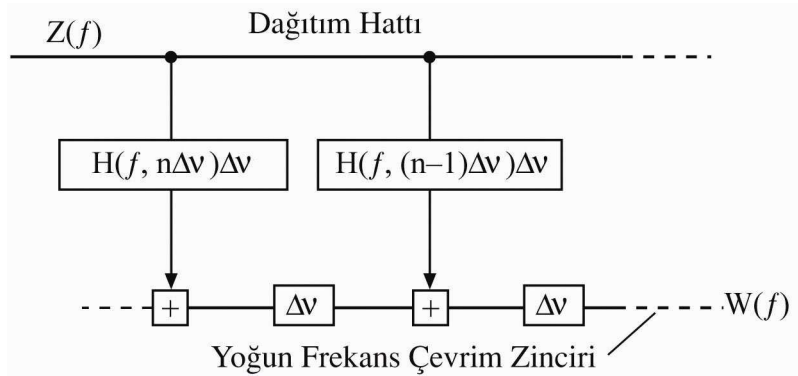 Z(f)
Dağıtım Hattı
H(f, nΔν)Δν
H(f, (n–1)Δν)Δν
+
Δν
+
Δν
W(f)
Yoğun Frekans Çevrim Zinciri